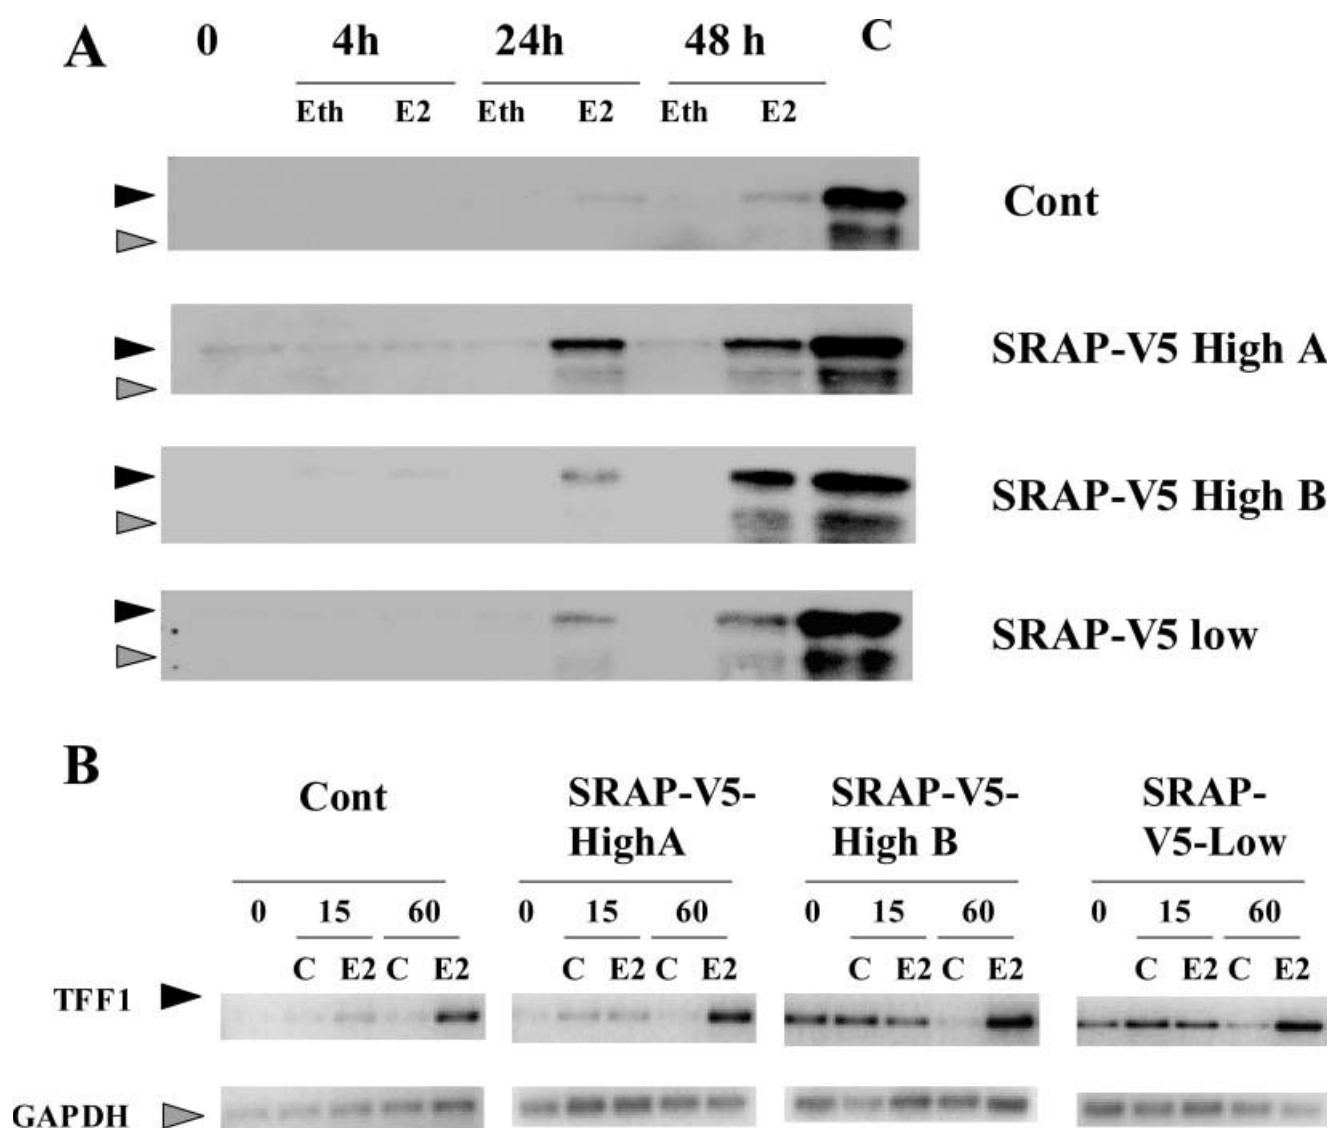 A 0 4h 24h 48 h C
Eth E2 Eth E2 Eth E2
Cont
SRAP-V5 High A
SRAP-V5 High B
SRAP-V5 low
B
Cont
SRAP-V5-
HighA
SRAP-V5-
High B
SRAP-
V5-Low
0 15 60 0 15 60 0 15 60 0 15 60
C E2 C E2 C E2 C E2 C E2 C E2 C E2 C E2
TFF1
GAPDH